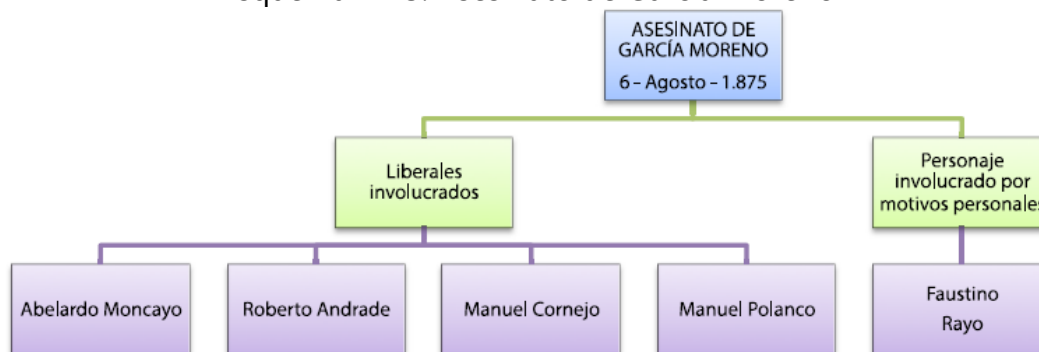 ASESINATO DE
GARCÍA MORENO
6 – Agosto – 1.875
Liberales
involucrados
Personaje
involucrado por
motivos personales
Abelardo Moncayo
Roberto Andrade
Manuel Cornejo
Manuel Polanco
Faustino
Rayo